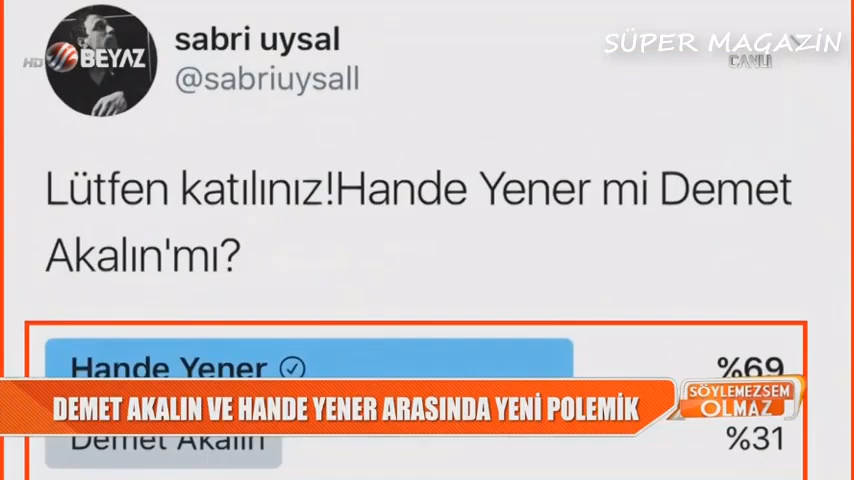 sabri uysal
@sabriuysall
HD BEYAZ
SÜPER MAGAZİN
CANLI
Lütfen katılınız!Hande Yener mi Demet
Akalın'mı?
Hande Yener %69
DEMET AKALIN VE HANDE YENER ARASINDA YENİ POLEMİK
SÖYLEMEZSEM
OLMAZ
Demet Akalın %31